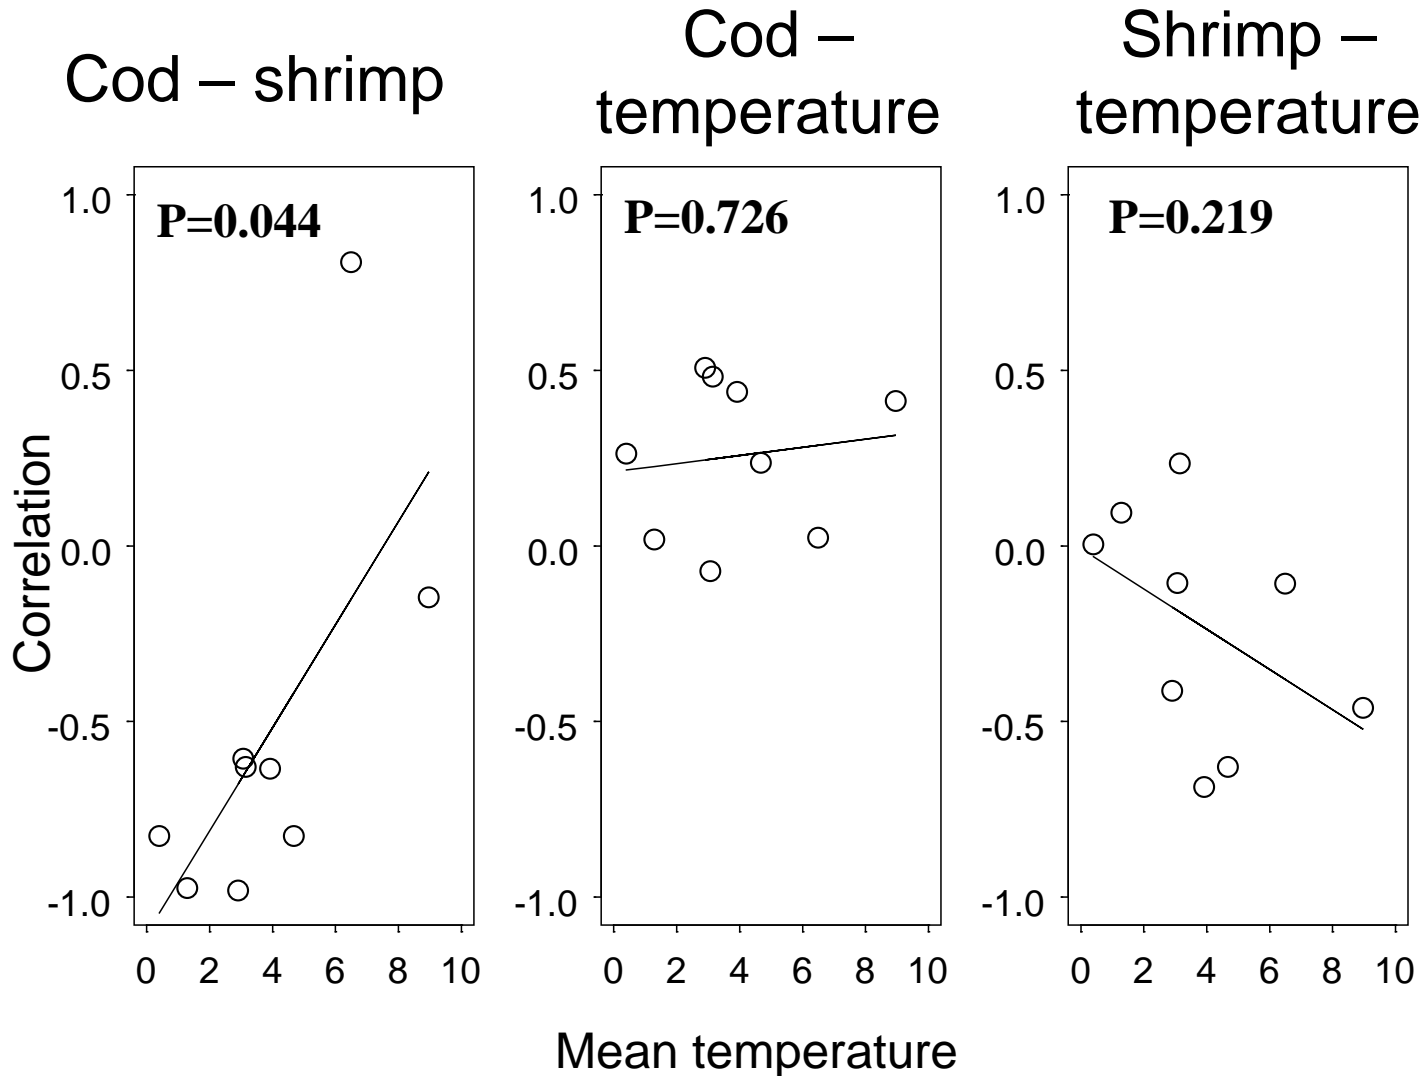 Cod – shrimp
Cod –
temperature
Shrimp –
temperature
Correlation
1.0
0.5
0.0
-0.5
-1.0
P=0.044
0 2 4 6 8 10
1.0
0.5
0.0
-0.5
-1.0
P=0.726
0 2 4 6 8 10
1.0
0.5
0.0
-0.5
-1.0
P=0.219
0 2 4 6 8 10
Mean temperature